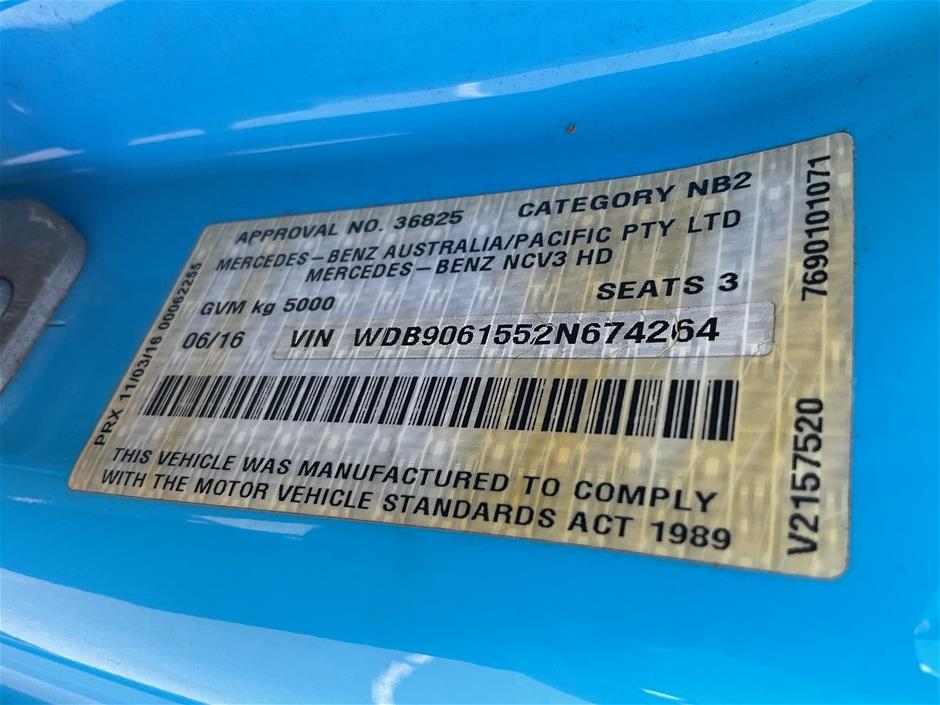 APPROVAL NO. 36825 CATEGORY NB2
MERCEDES-BENZ AUSTRALIA/PACIFIC PTY LTD
MERCEDES-BENZ NCV3 HD
GVM kg 5000 SEATS 3
06/16 VIN WDB9061552N674264
THIS VEHICLE WAS MANUFACTURED TO COMPLY
WITH THE MOTOR VEHICLE STANDARDS ACT 1989
PRX 11/03/16 00062255
V2157520 7690101071